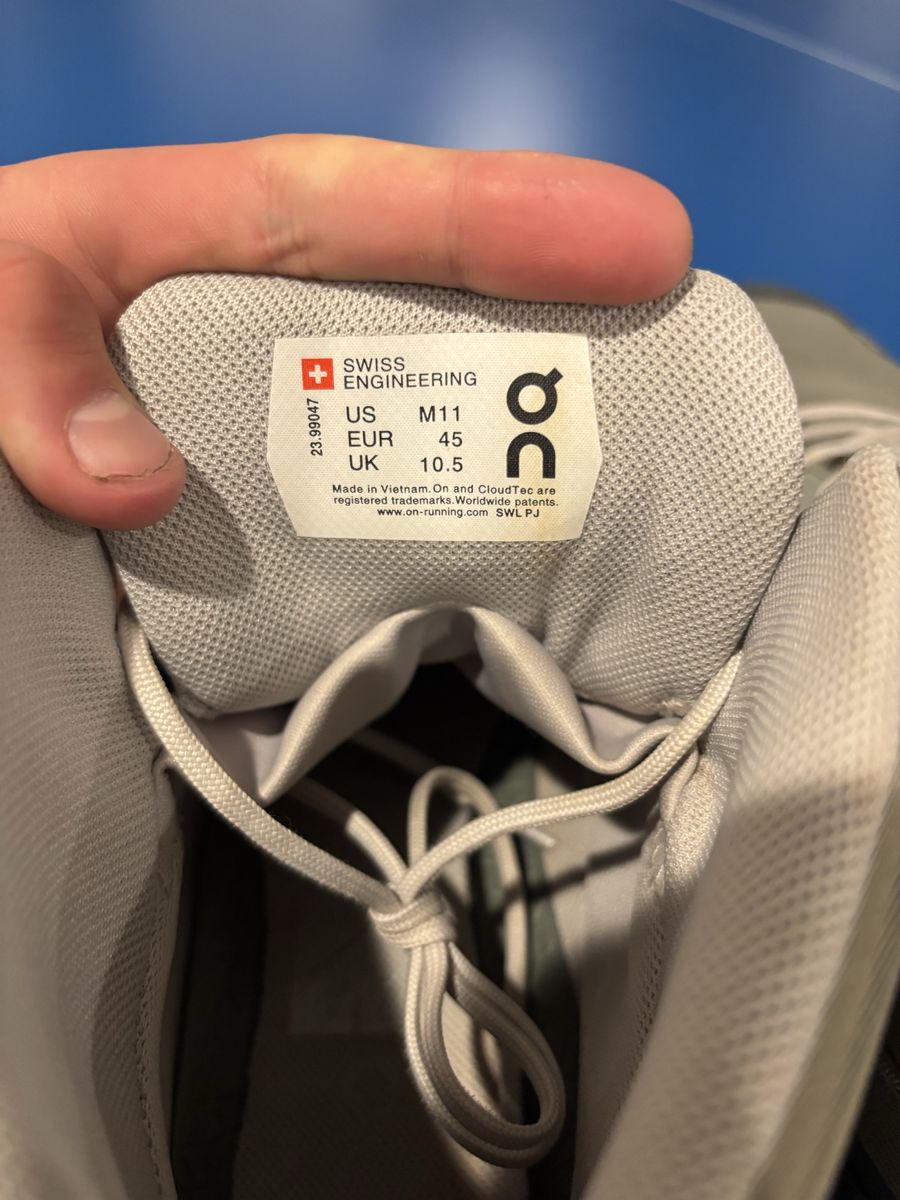 SWISS
ENGINEERING
23.99047
US M11
EUR 45
UK 10.5
On
Made in Vietnam. On and CloudTec are
registered trademarks. Worldwide patents.
www.on-running.com SWL PJ